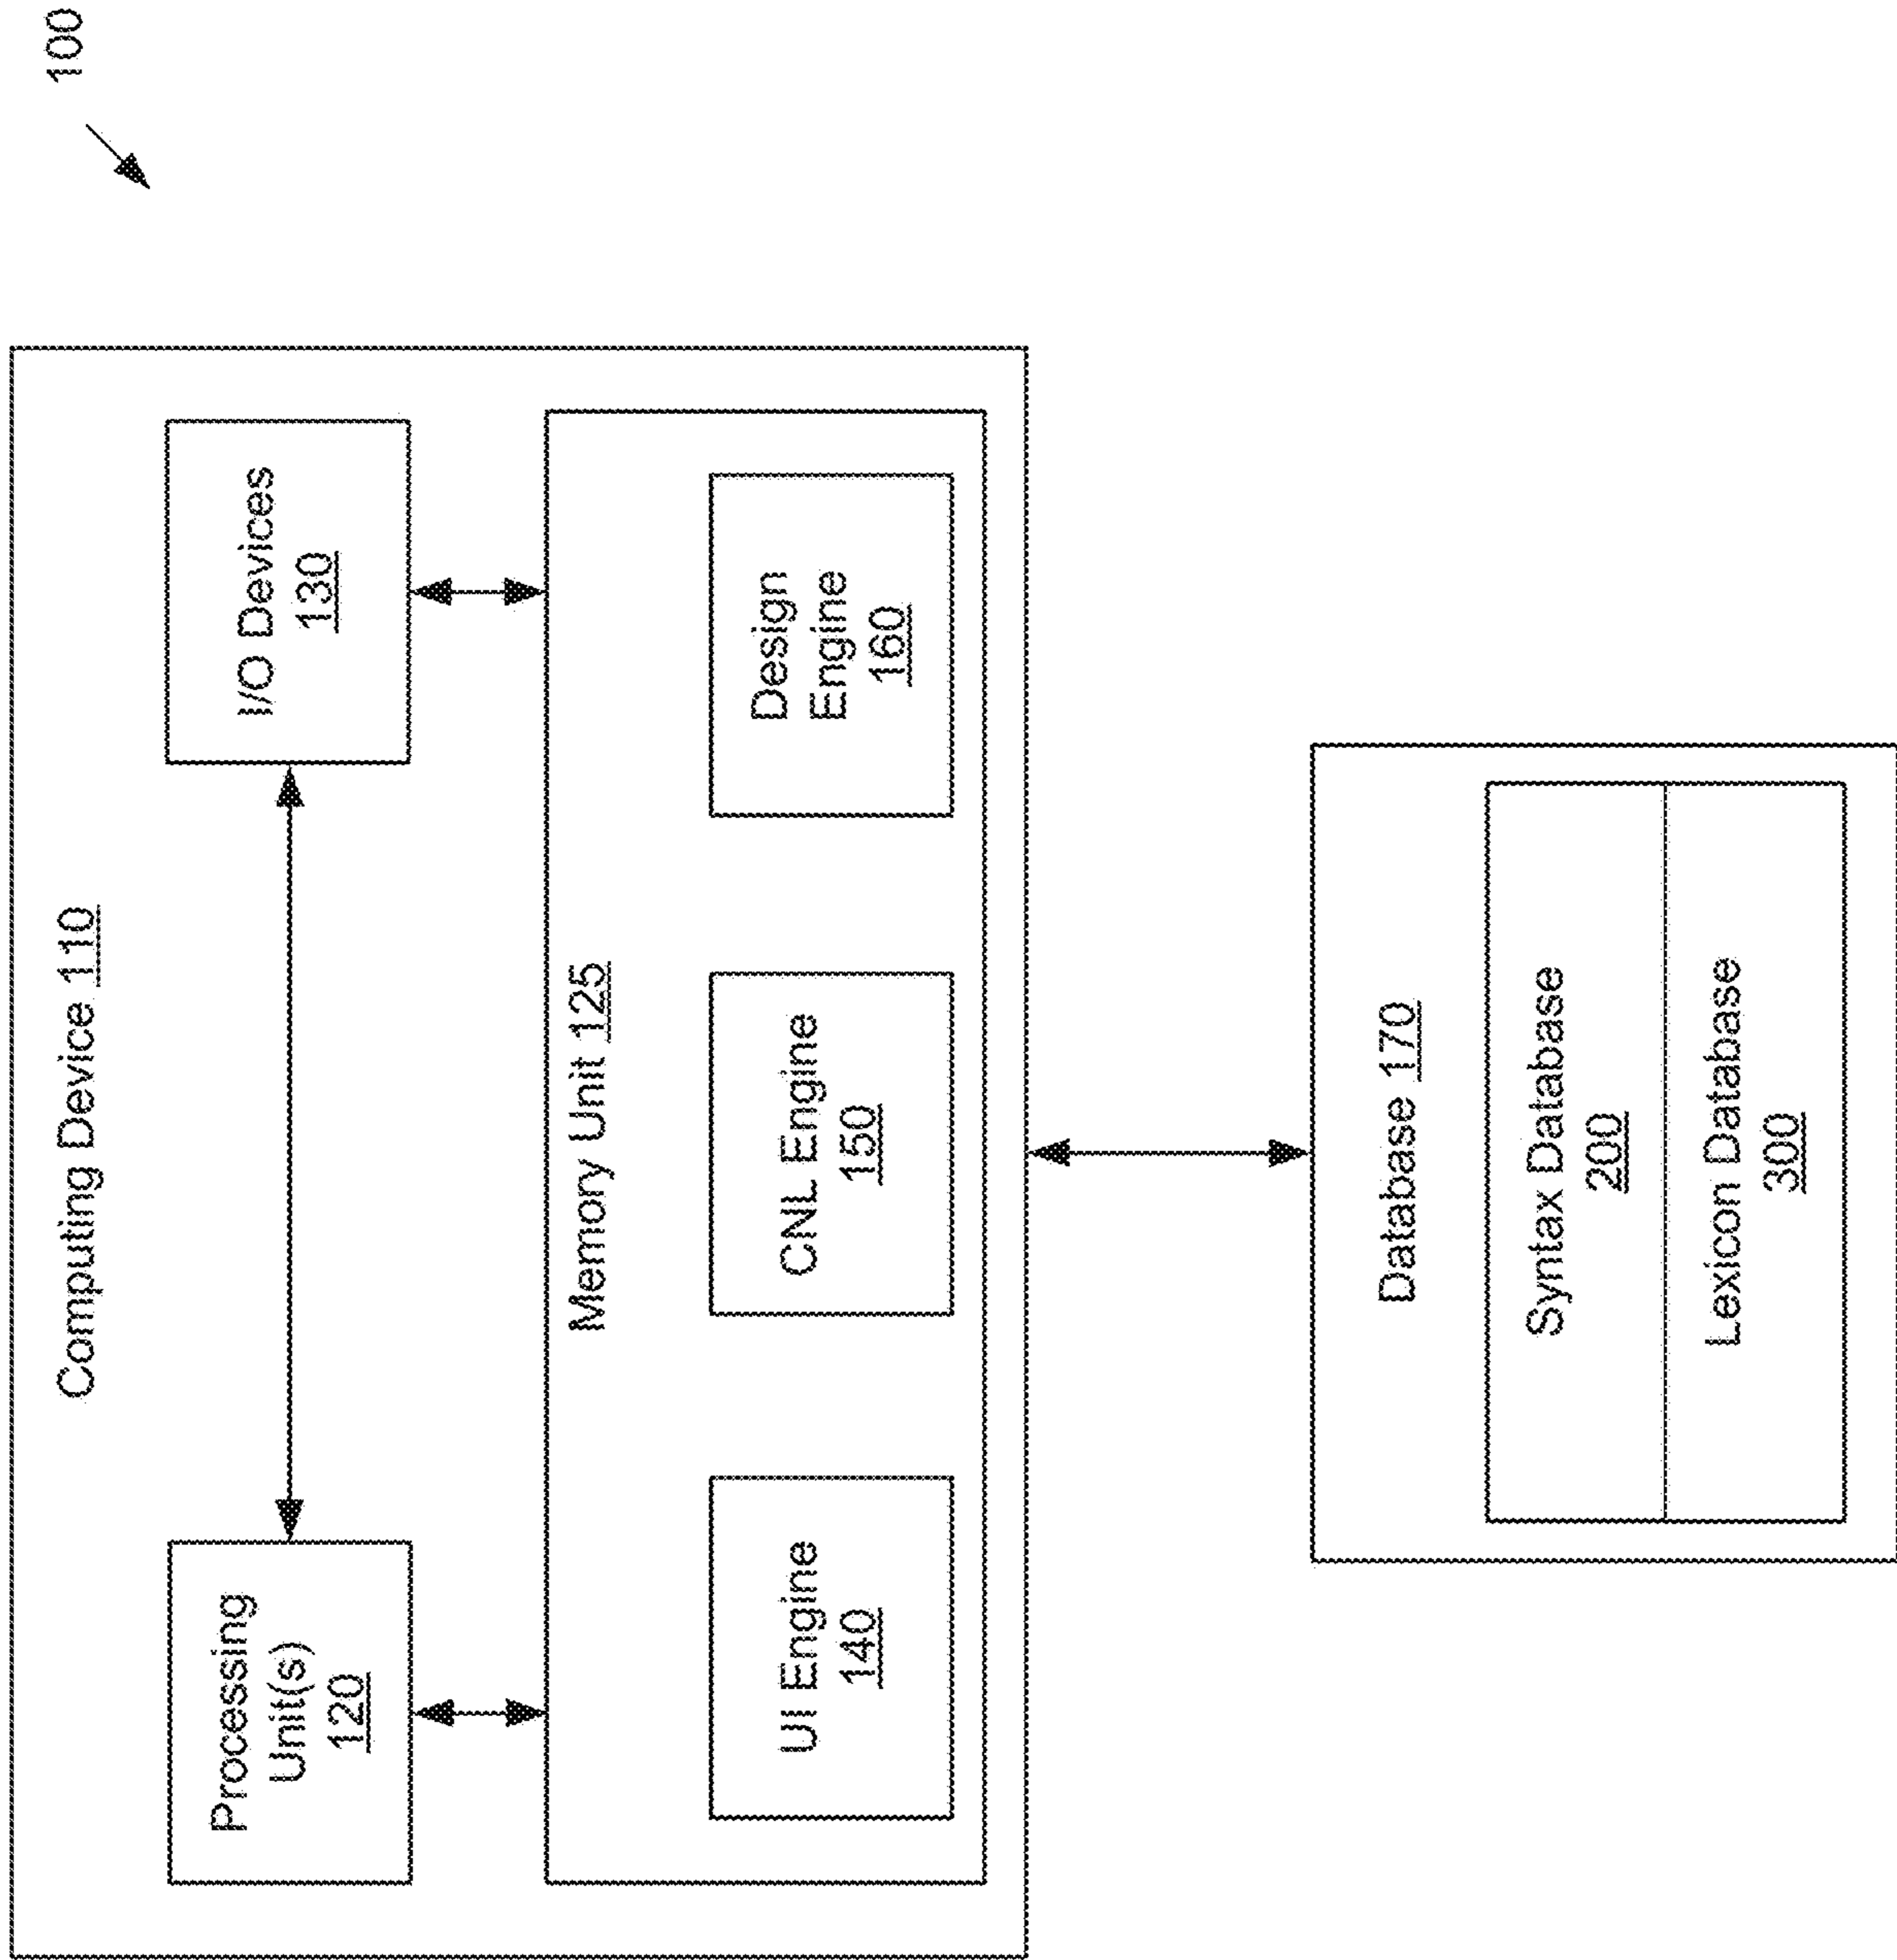 100
Computing Device 110
Processing
Unit(s)
120
I/O Devices
130
Memory Unit 125
UI Engine
140
CNL Engine
150
Design
Engine
160
Database 170
Syntax Database
200
Lexicon Database
300